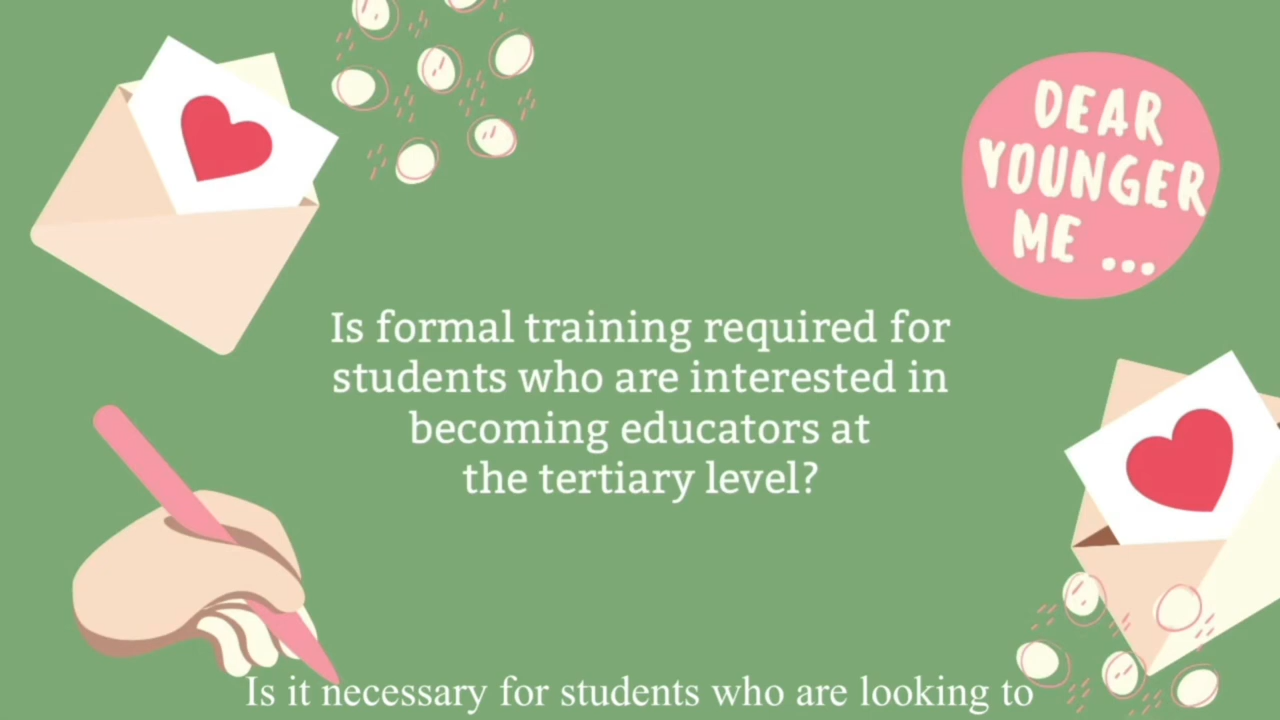 DEAR
YOUNGER
ME ...
Is formal training required for
students who are interested in
becoming educators at
the tertiary level?
Is it necessary for students who are looking to